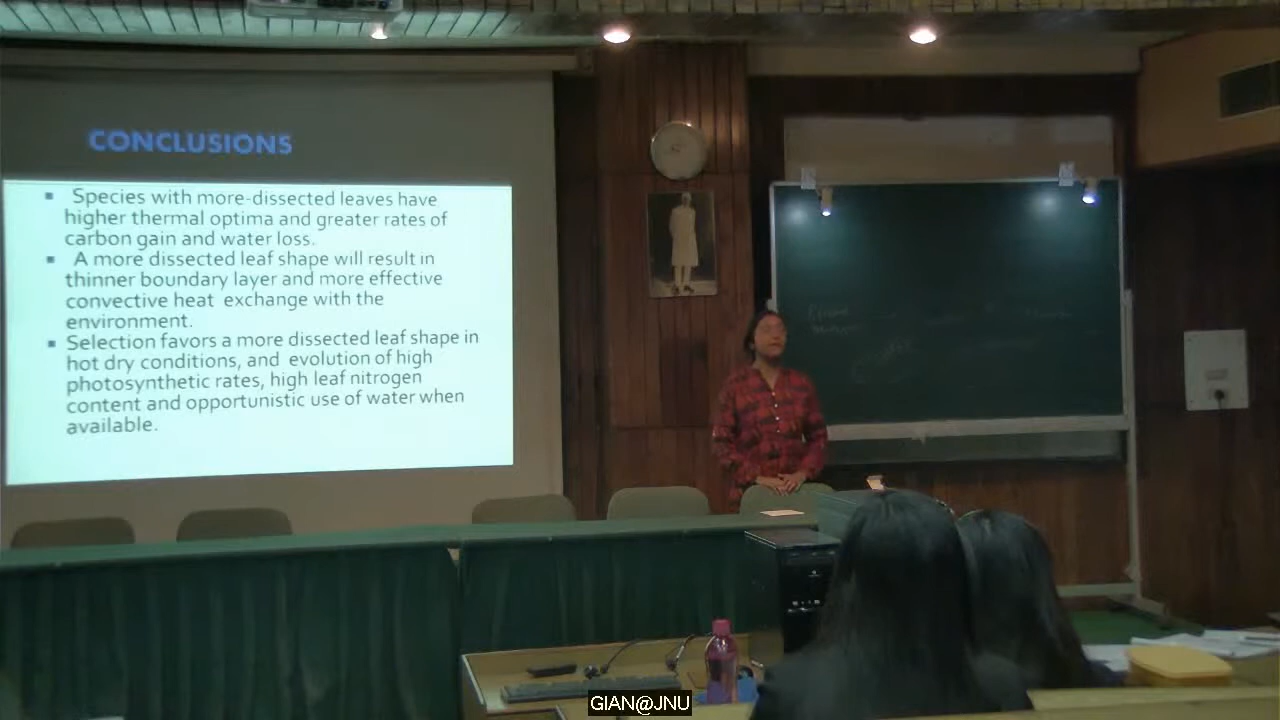 CONCLUSIONS
▪ Species with more-dissected leaves have
higher thermal optima and greater rates of
carbon gain and water loss.
▪ A more dissected leaf shape will result in
thinner boundary layer and more effective
convective heat exchange with the
environment.
▪ Selection favors a more dissected leaf shape in
hot dry conditions, and evolution of high
photosynthetic rates, high leaf nitrogen
content and opportunistic use of water when
available.
GIAN@JNU